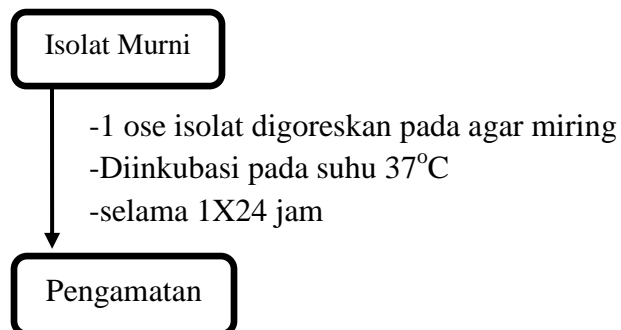 Isolat Murni
-1 ose isolat digoreskan pada agar miring
-Diinkubasi pada suhu 37°C
-selama 1X24 jam
Pengamatan